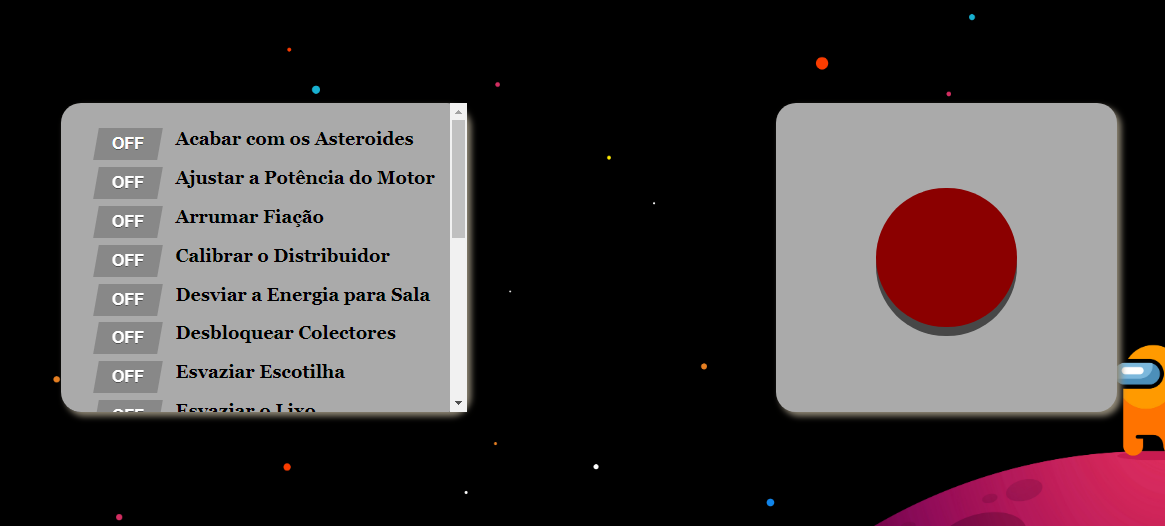 OFF Acabar com os Asteroides
OFF Ajustar a Potência do Motor
OFF Arrumar Fiação
OFF Calibrar o Distribuidor
OFF Desviar a Energia para Sala
OFF Desbloquear Colectores
OFF Esvaziar Escotilha
OFF Esvaziar o Lixo